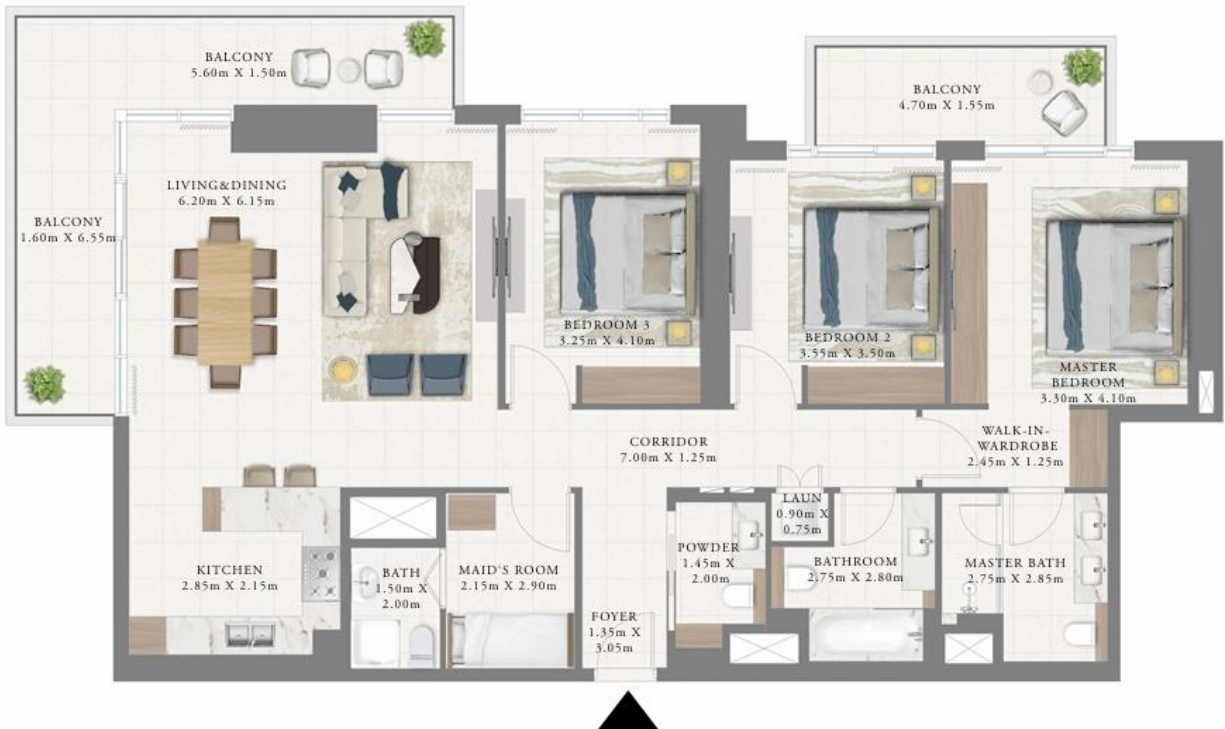 BALCONY
5.60m X 1.50m
BALCONY
4.70m X 1.55m
LIVING&DINING
6.20m X 6.15m
BALCONY
1.60m X 6.55m
BEDROOM 3
3.25m X 4.10m
BEDROOM 2
3.55m X 3.50m
MASTER
BEDROOM
3.30m X 4.10m
CORRIDOR
7.00m X 1.25m
WALK-IN-
WARDROBE
2.45m X 1.25m
LAUN
0.90m X
0.75m
KITCHEN
2.85m X 2.15m
BATH
1.50m X
2.00m
MAID'S ROOM
2.15m X 2.90m
POWDER
1.45m X
2.00m
BATHROOM
2.75m X 2.80m
MASTER BATH
2.75m X 2.85m
FOYER
1.35m X
3.05m